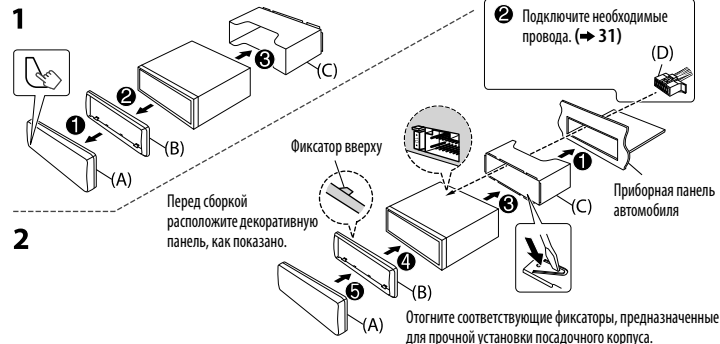 1
❸
(C)
❷
❶
(B)
(A)
❷ Подключите необходимые
провода. (➡ 31)
(D)
Фиксатор вверху
❶
Приборная панель
автомобиля
(C)
❸
Перед сборкой
расположите декоративную
панель, как показано.
2
❹
(B)
❺
(A)
Отогните соответствующие фиксаторы, предназначенные
для прочной установки посадочного корпуса.